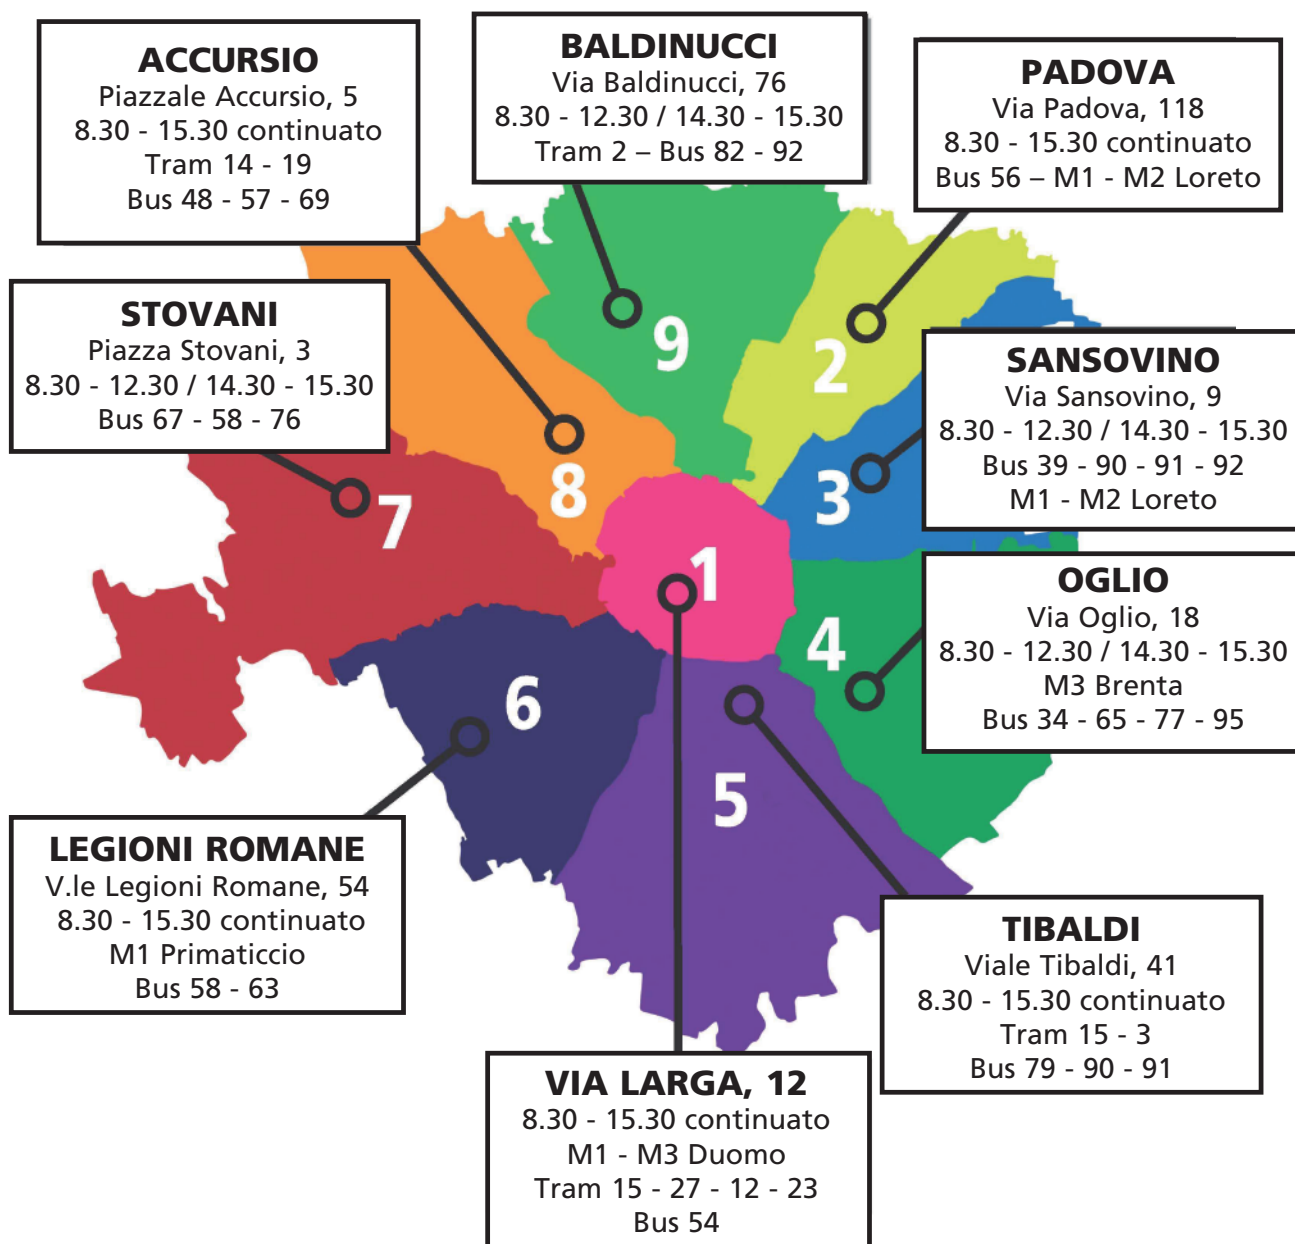 ACCURSIO
Piazzale Accursio, 5
8.30 - 15.30 continuato
Tram 14 - 19
Bus 48 - 57 - 69
BALDINUCCI
Via Baldinucci, 76
8.30 - 12.30 / 14.30 - 15.30
Tram 2 – Bus 82 - 92
PADOVA
Via Padova, 118
8.30 - 15.30 continuato
Bus 56 – M1 - M2 Loreto
STOVANI
Piazza Stovani, 3
8.30 - 12.30 / 14.30 - 15.30
Bus 67 - 58 - 76
SANSOVINO
Via Sansovino, 9
8.30 - 12.30 / 14.30 - 15.30
Bus 39 - 90 - 91 - 92
M1 - M2 Loreto
9
2
3
8
7
1
4
6
5
OGLIO
Via Oglio, 18
8.30 - 12.30 / 14.30 - 15.30
M3 Brenta
Bus 34 - 65 - 77 - 95
LEGIONI ROMANE
V.le Legioni Romane, 54
8.30 - 15.30 continuato
M1 Primaticcio
Bus 58 - 63
TIBALDI
Viale Tibaldi, 41
8.30 - 15.30 continuato
Tram 15 - 3
Bus 79 - 90 - 91
VIA LARGA, 12
8.30 - 15.30 continuato
M1 - M3 Duomo
Tram 15 - 27 - 12 - 23
Bus 54